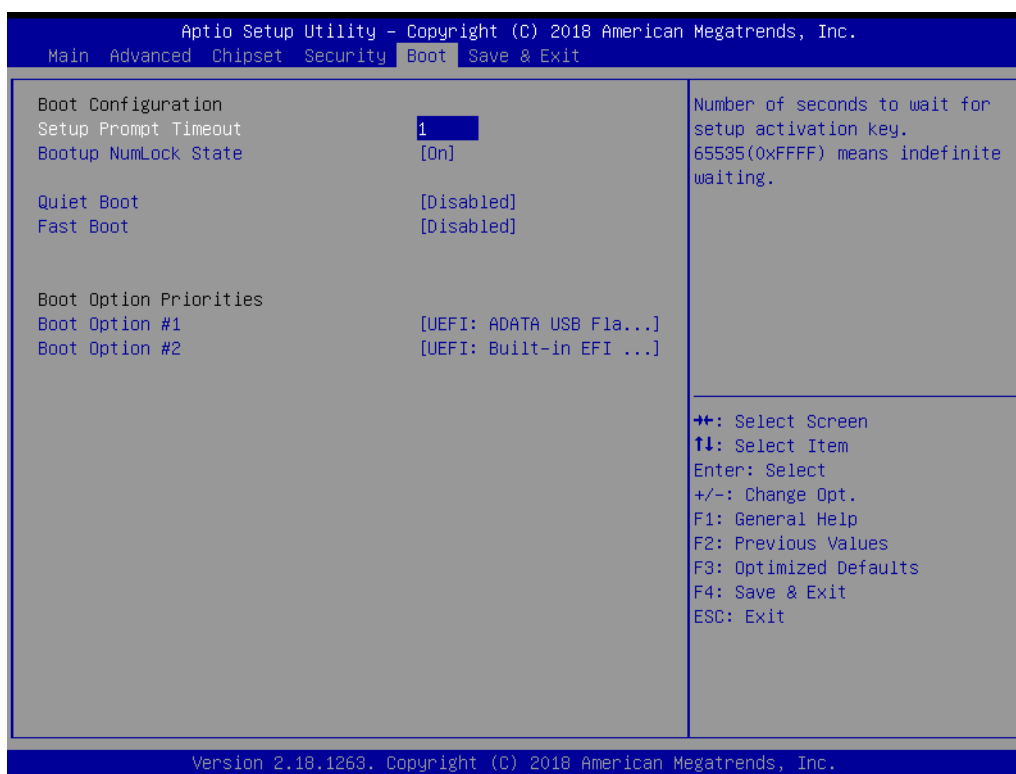 Aptio Setup Utility – Copyright (C) 2018 American Megatrends, Inc.
Main Advanced Chipset Security Boot Save & Exit
Boot Configuration
Setup Prompt Timeout 1
Bootup NumLock State [On]
Quiet Boot [Disabled]
Fast Boot [Disabled]
Boot Option Priorities
Boot Option #1 [UEFI: ADATA USB Fla...]
Boot Option #2 [UEFI: Built-in EFI ...]
Number of seconds to wait for
setup activation key.
65535(0xFFFF) means indefinite
waiting.
→←: Select Screen
↑↓: Select Item
Enter: Select
+/-: Change Opt.
F1: General Help
F2: Previous Values
F3: Optimized Defaults
F4: Save & Exit
ESC: Exit
Version 2.18.1263. Copyright (C) 2018 American Megatrends, Inc.